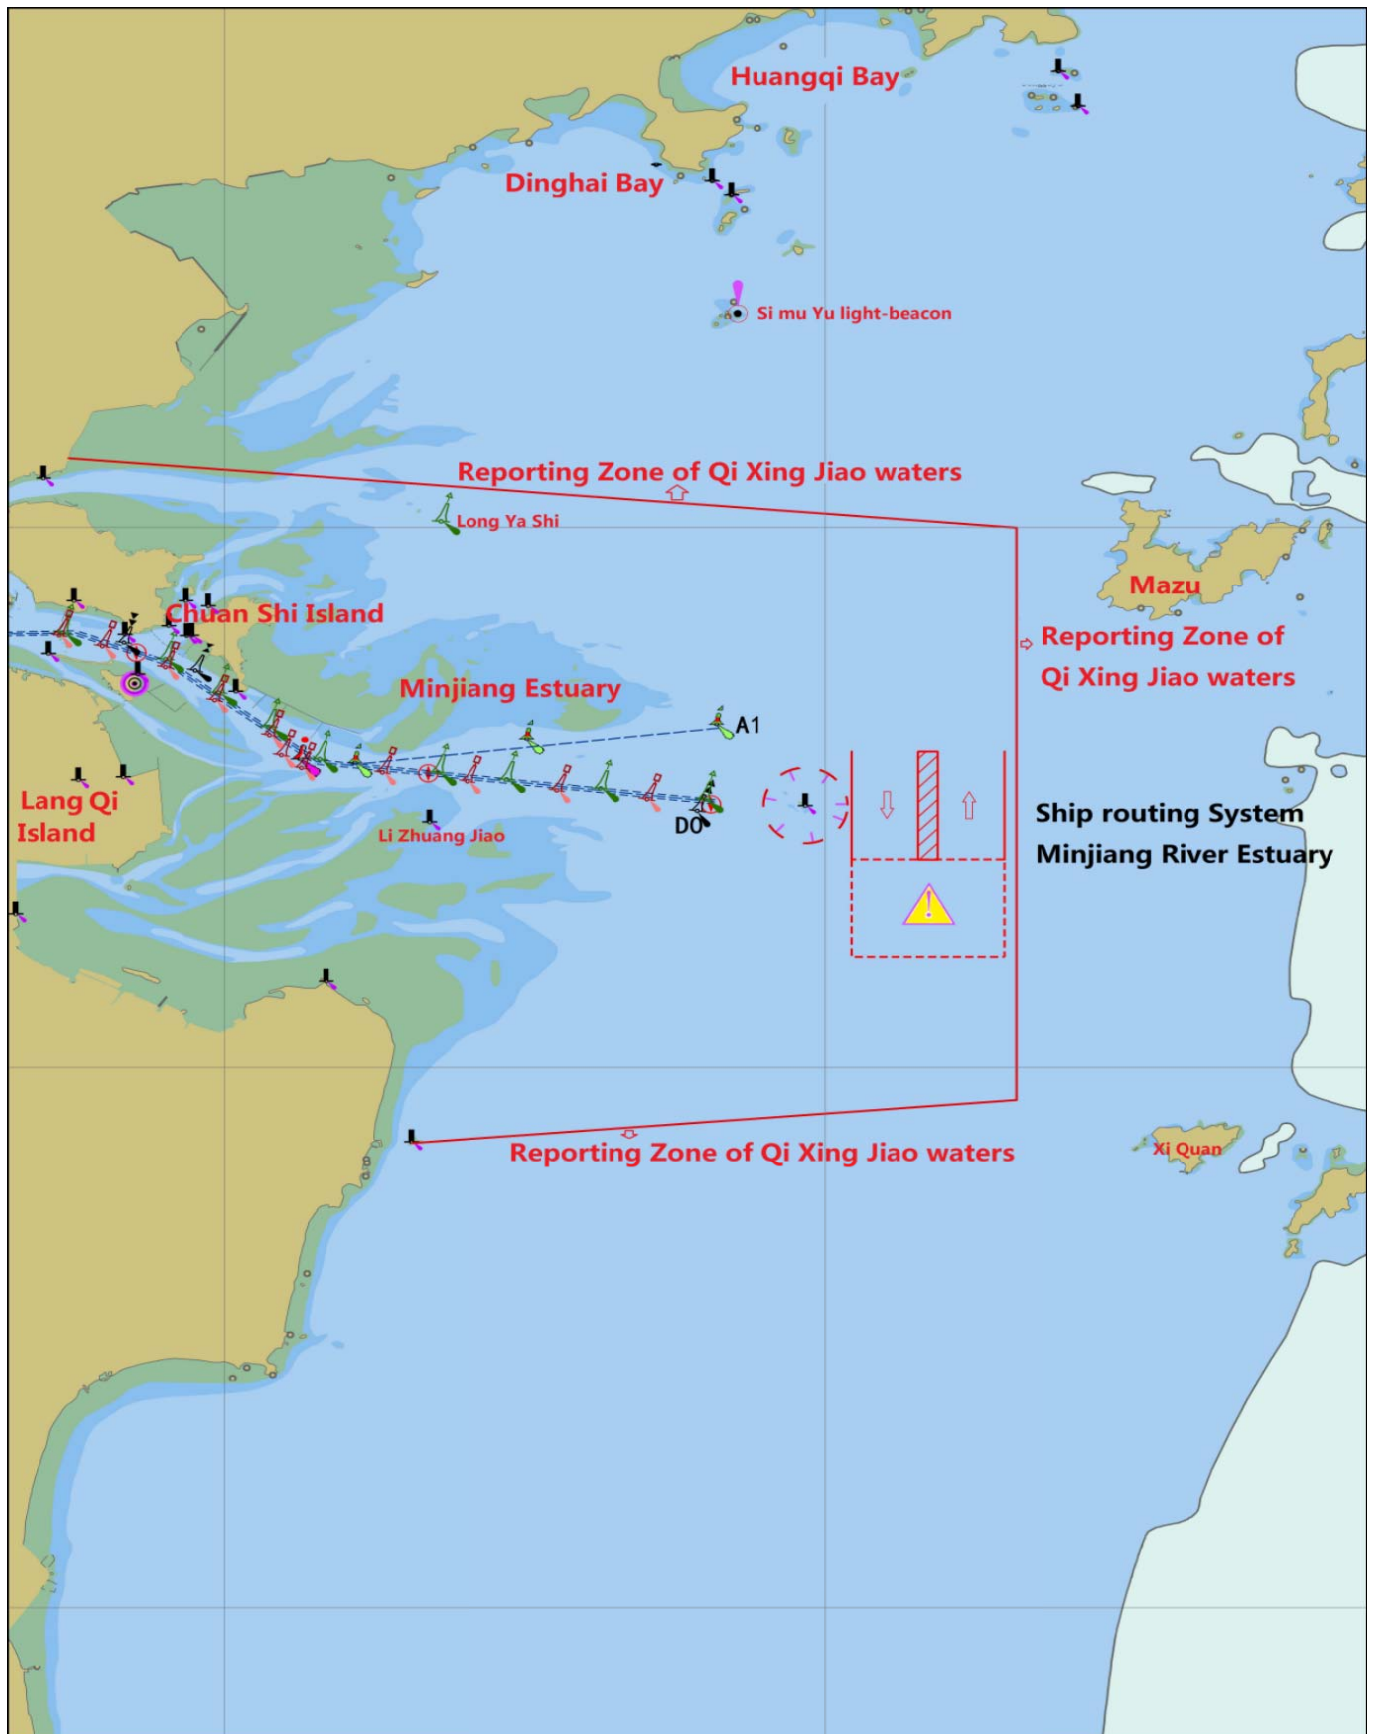 Huangqi Bay
Dinghai Bay
Si mu Yu light-beacon
Reporting Zone of Qi Xing Jiao waters
Long Ya Shi
Mazu
Chuan Shi Island
Reporting Zone of
Qi Xing Jiao waters
Minjiang Estuary
A1
Lang Qi
Island
Ship routing System
Minjiang River Estuary
D0
Li Zhuang Jiao
Reporting Zone of Qi Xing Jiao waters
Xi Quan